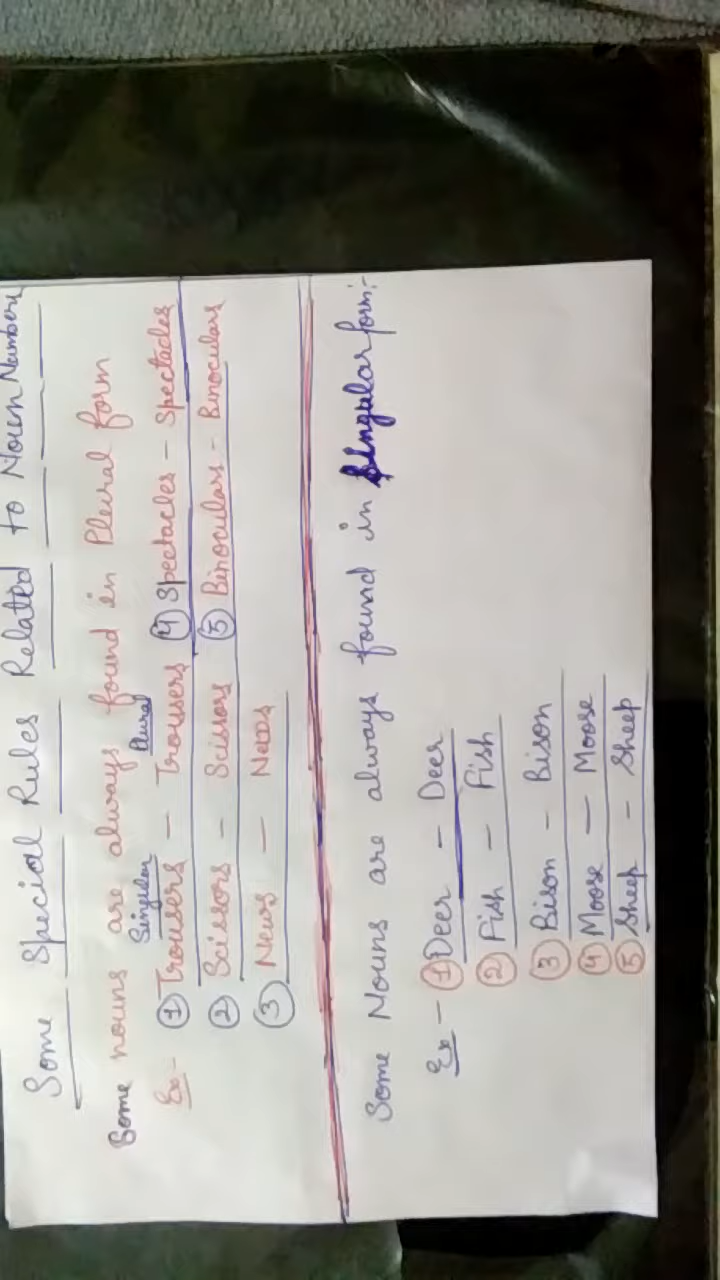 Some Special Rules Related to Noun Numbers
Some nouns are always found in Plural form
Singular Plural
Ex - ① Trousers - Trousers ④ Spectacles - Spectacles
② Scissors - Scissors ⑤ Binoculars - Binoculars
③ News - News
Some Nouns are always found in Singular form:-
Ex - ① Deer - Deer
② Fish - Fish
③ Bison - Bison
④ Moose - Moose
⑤ Sheep - Sheep